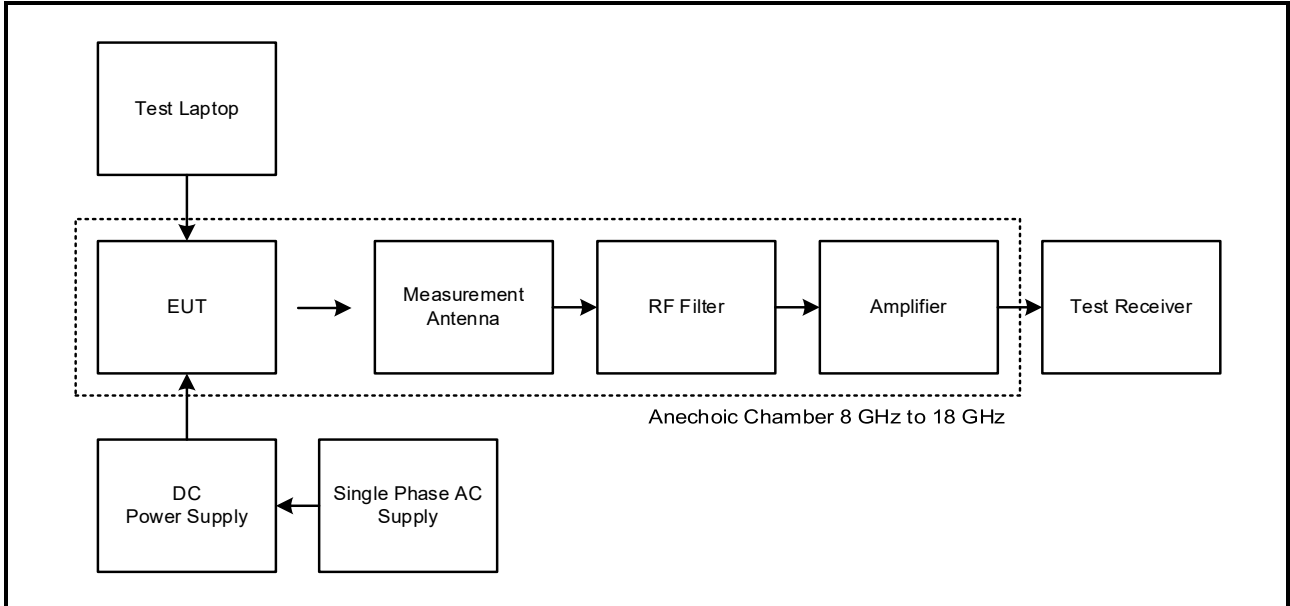 Test Laptop
EUT
Measurement
Antenna
RF Filter
Amplifier
Test Receiver
Anechoic Chamber 8 GHz to 18 GHz
DC
Power Supply
Single Phase AC
Supply